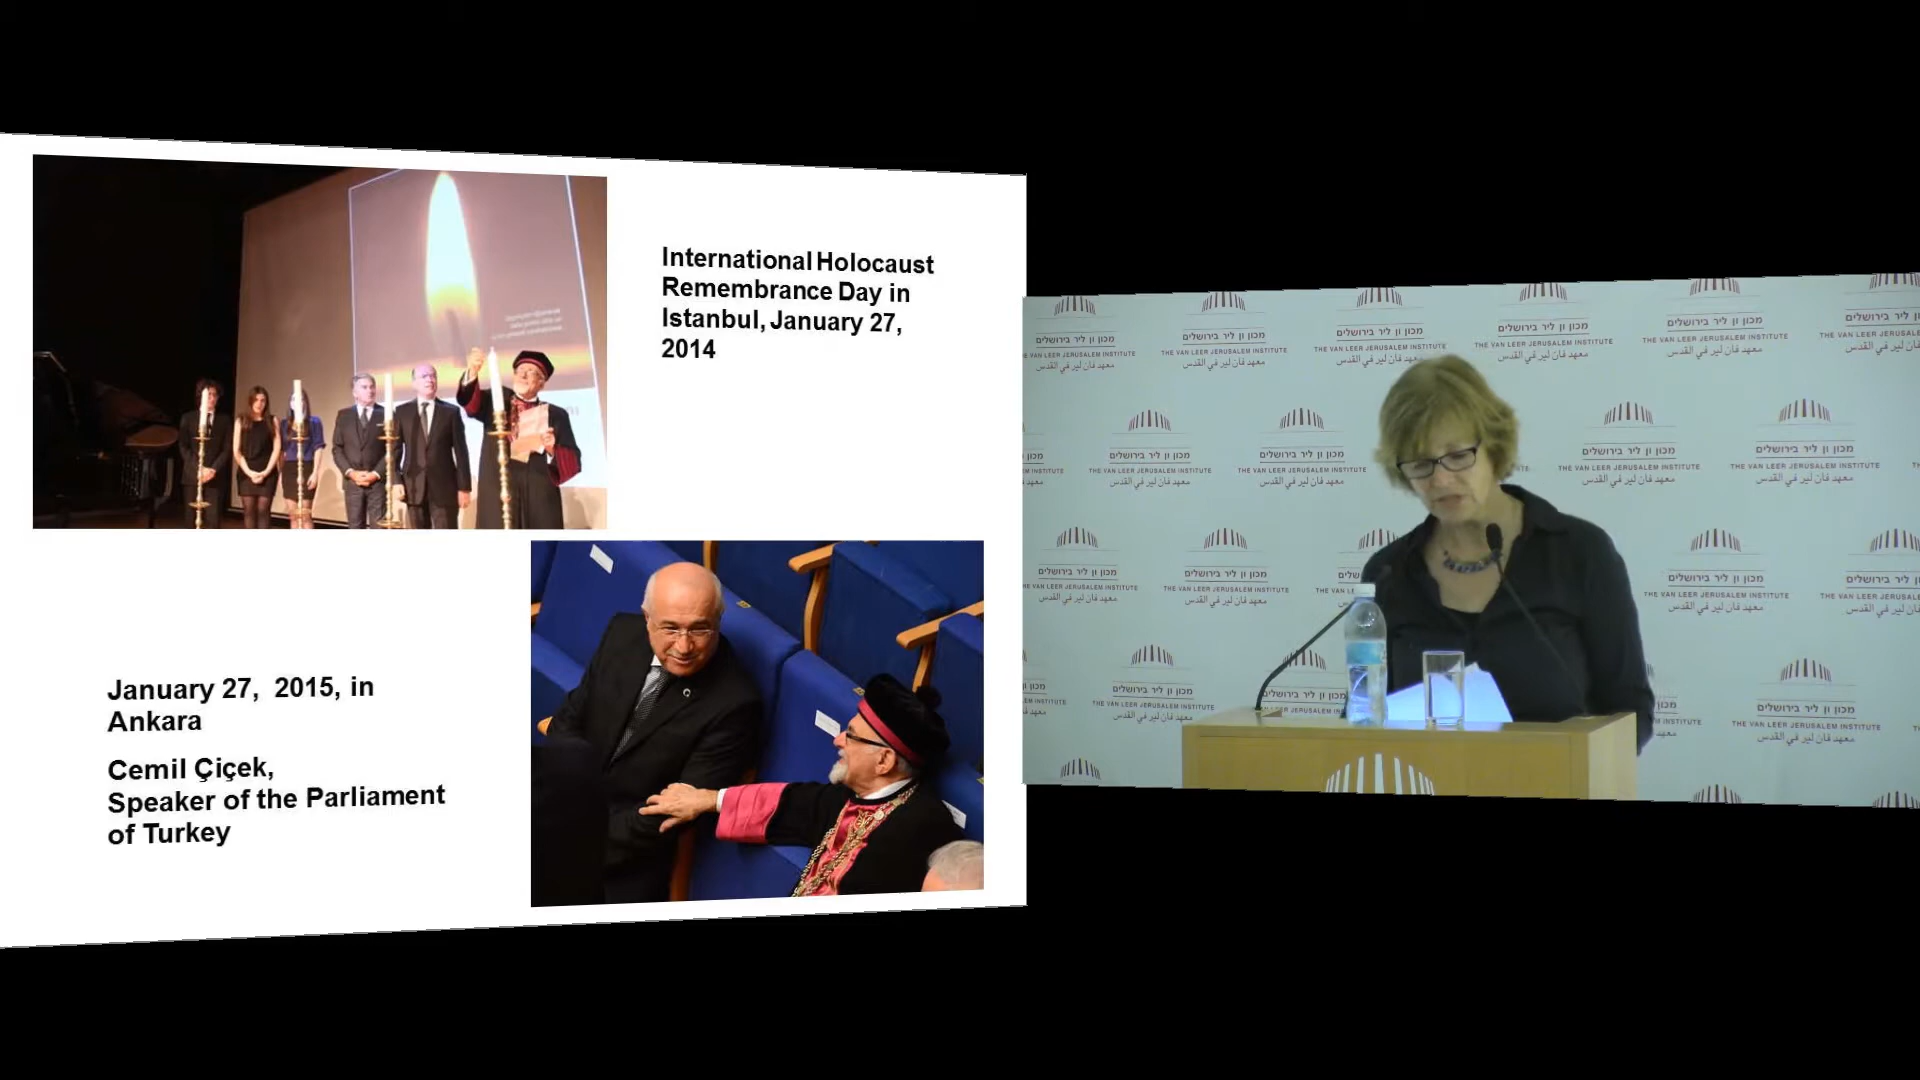 International Holocaust
Remembrance Day in
Istanbul, January 27,
2014
January 27, 2015, in
Ankara
Cemil Çiçek,
Speaker of the Parliament
of Turkey
מכון ון ליר בירושלים
THE VAN LEER JERUSALEM INSTITUTE
معهد فان لير في القدس